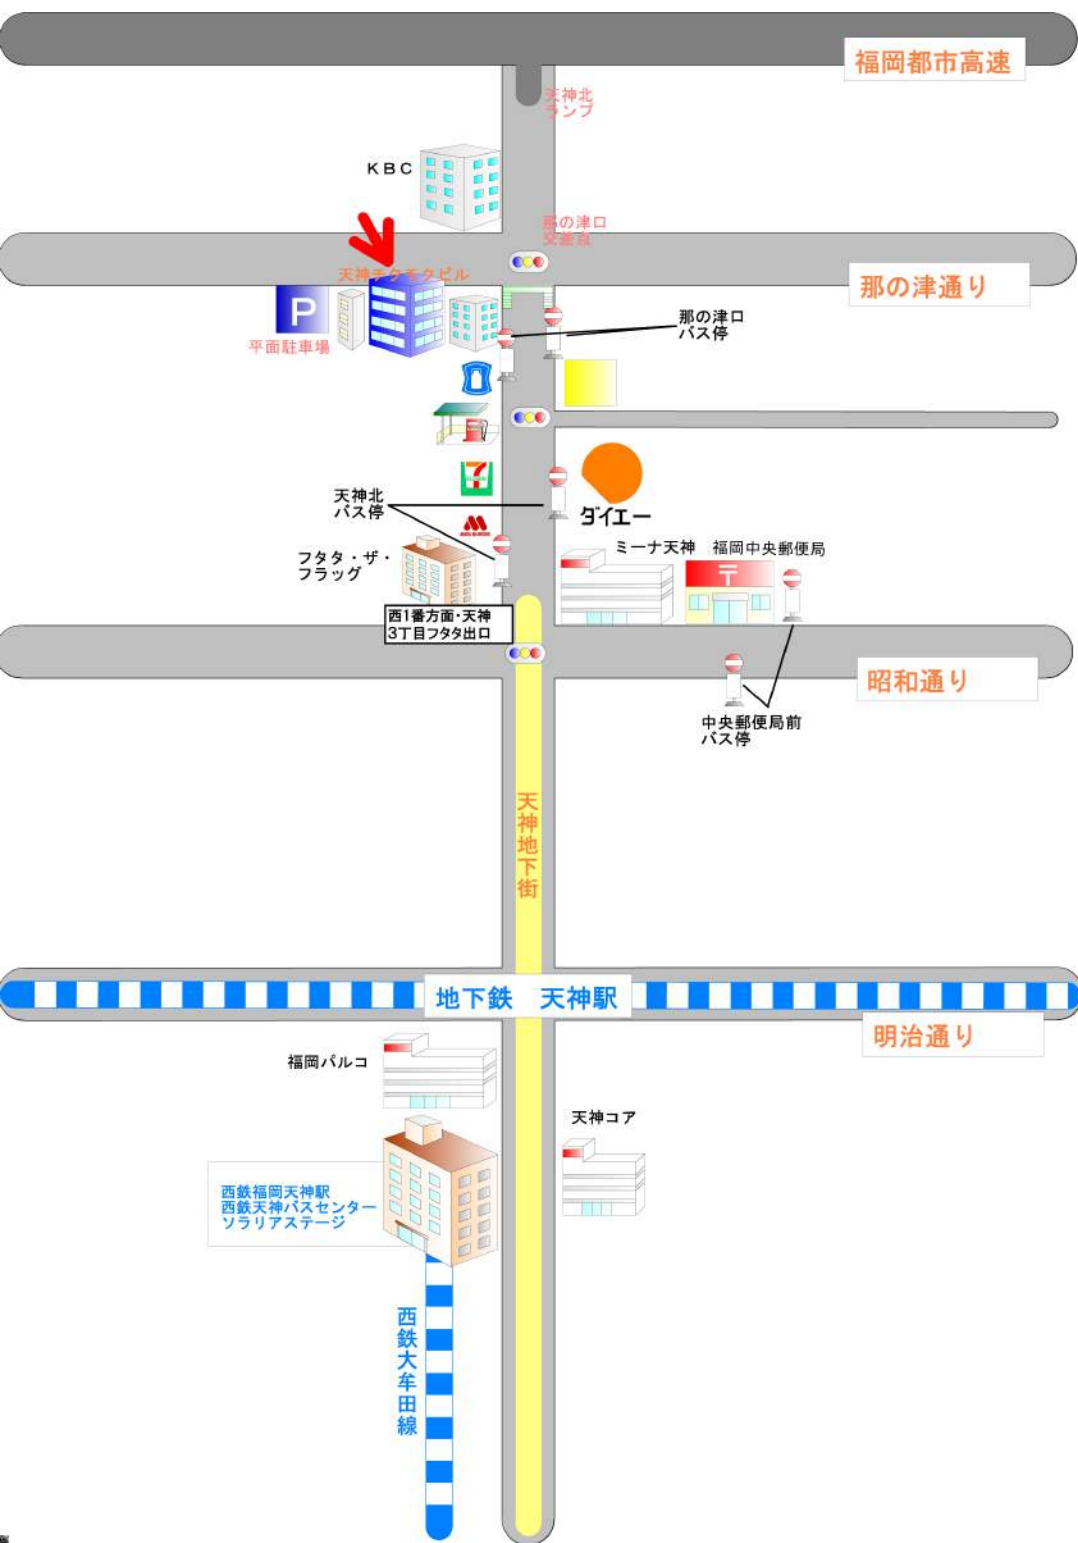 福岡都市高速
天神北
ランプ
KBC
那の津口
交差点
天神チクモクビル
那の津通り
P
平面駐車場
那の津口
バス停
7
天神北
バス停
ダイエー
フタタ・ザ・
フラッグ
ミーナ天神
福岡中央郵便局
〒
西1番方面・天神
3丁目フタタ出口
昭和通り
中央郵便局前
バス停
天神地下街
地下鉄 天神駅
明治通り
福岡パルコ
天神コア
西鉄福岡天神駅
西鉄天神バスセンター
ソラリアステージ
西鉄大牟田線